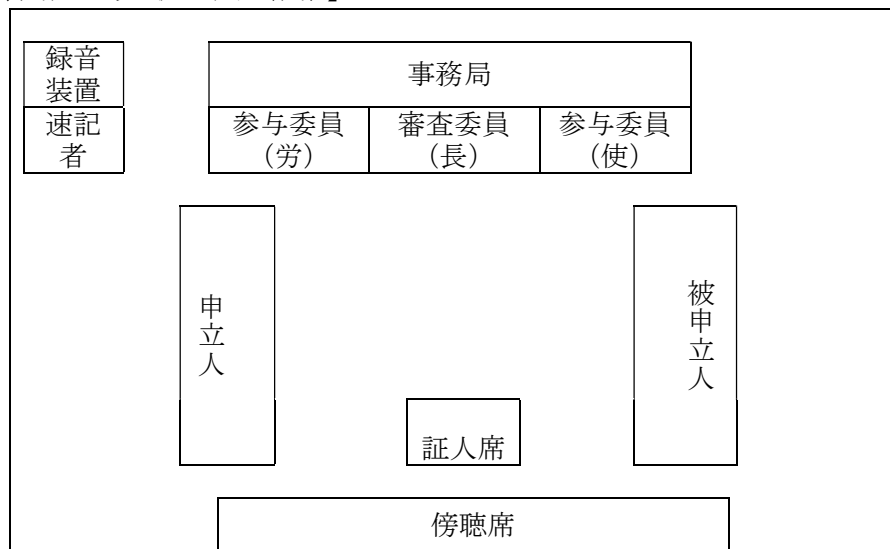 録音
装置
事務局
速記
者
参与委員
(労)
審査委員
(長)
参与委員
(使)
申立人
被申立人
証人席
傍聴席